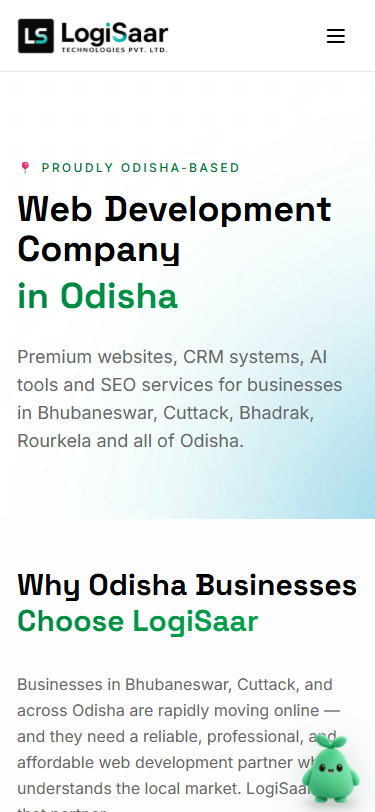 LS LogiSaar
TECHNOLOGIES PVT. LTD.
PROUDLY ODISHA-BASED
Web Development
Company
in Odisha
Premium websites, CRM systems, AI
tools and SEO services for businesses
in Bhubaneswar, Cuttack, Bhadrak,
Rourkela and all of Odisha.
Why Odisha Businesses
Choose LogiSaar
Businesses in Bhubaneswar, Cuttack, and
across Odisha are rapidly moving online —
and they need a reliable, professional, and
affordable web development partner
understands the local market. LogiSaar
that partner.